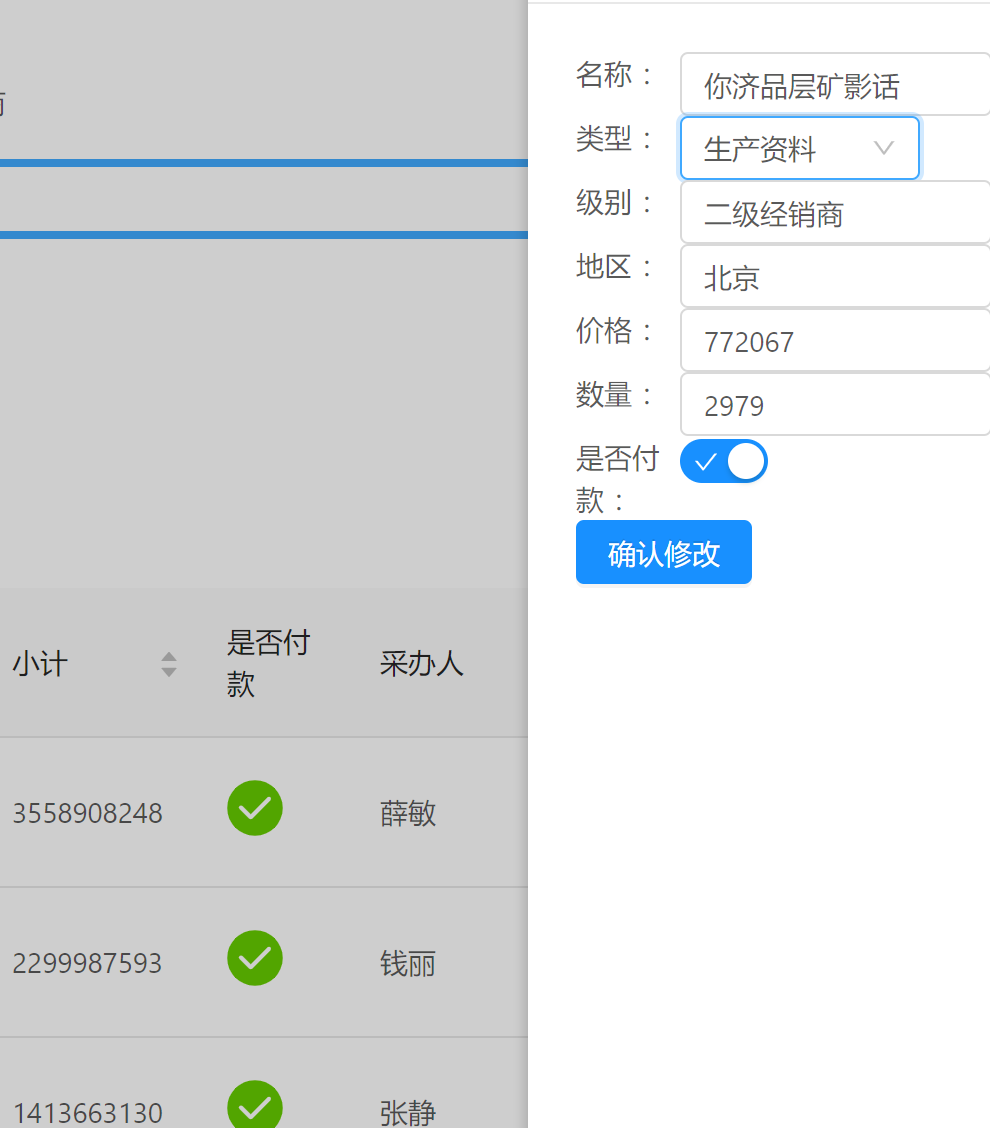 名称：
你济品层矿影话
类型：
生产资料
级别：
二级经销商
地区：
北京
价格：
772067
数量：
2979
是否付
款：
确认修改
小计
是否付
款
采办人
3558908248
薛敏
2299987593
钱丽
1413663130
张静